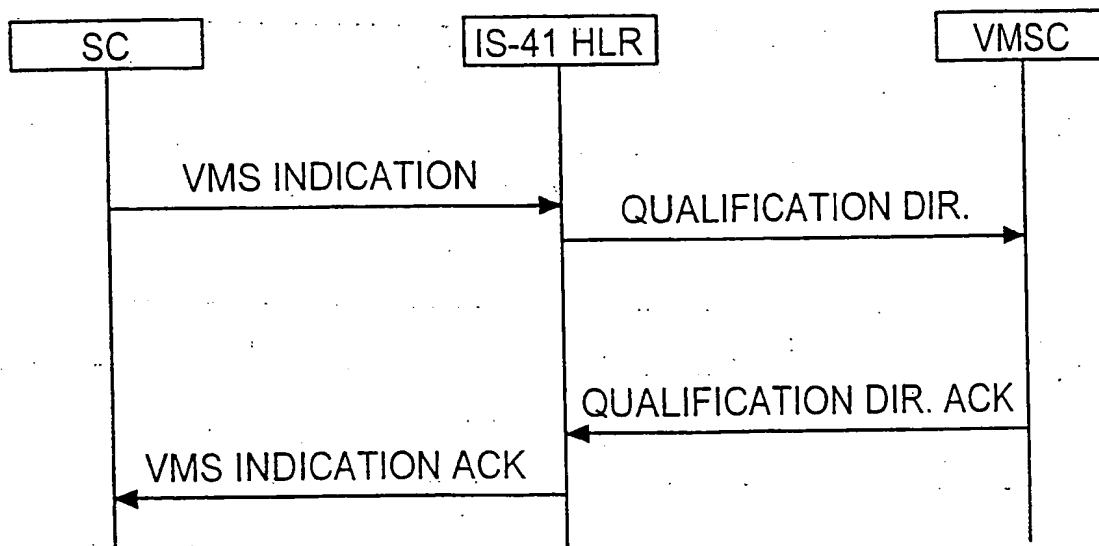 SC
IS-41 HLR
VMSC
VMS INDICATION
QUALIFICATION DIR.
QUALIFICATION DIR. ACK
VMS INDICATION ACK